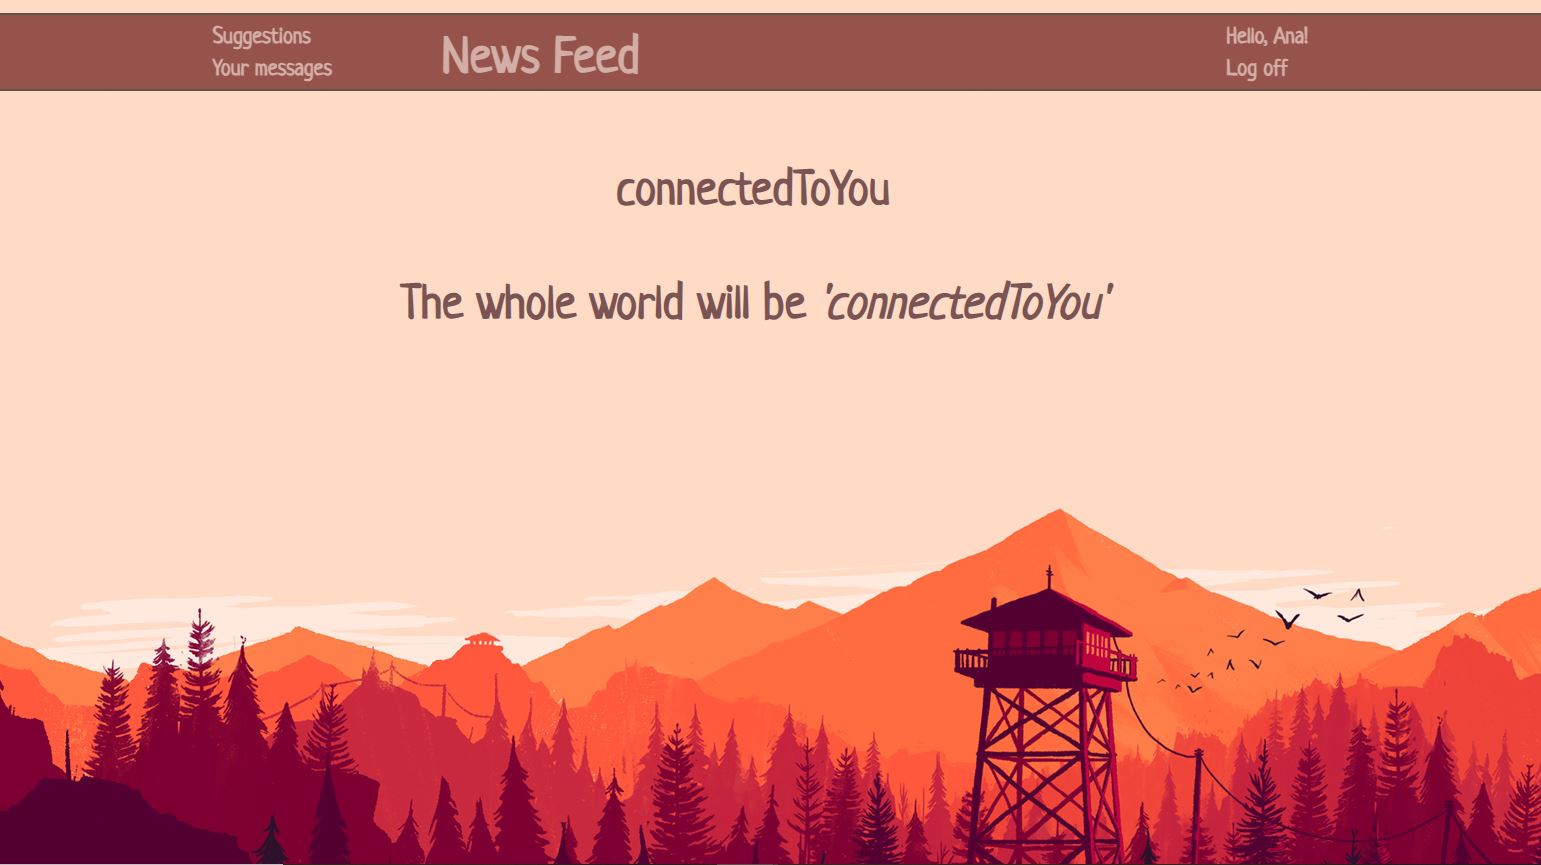 Suggestions
Your messages
News Feed
Hello, Ana!
Log off
connectedToYou
The whole world will be 'connectedToYou'